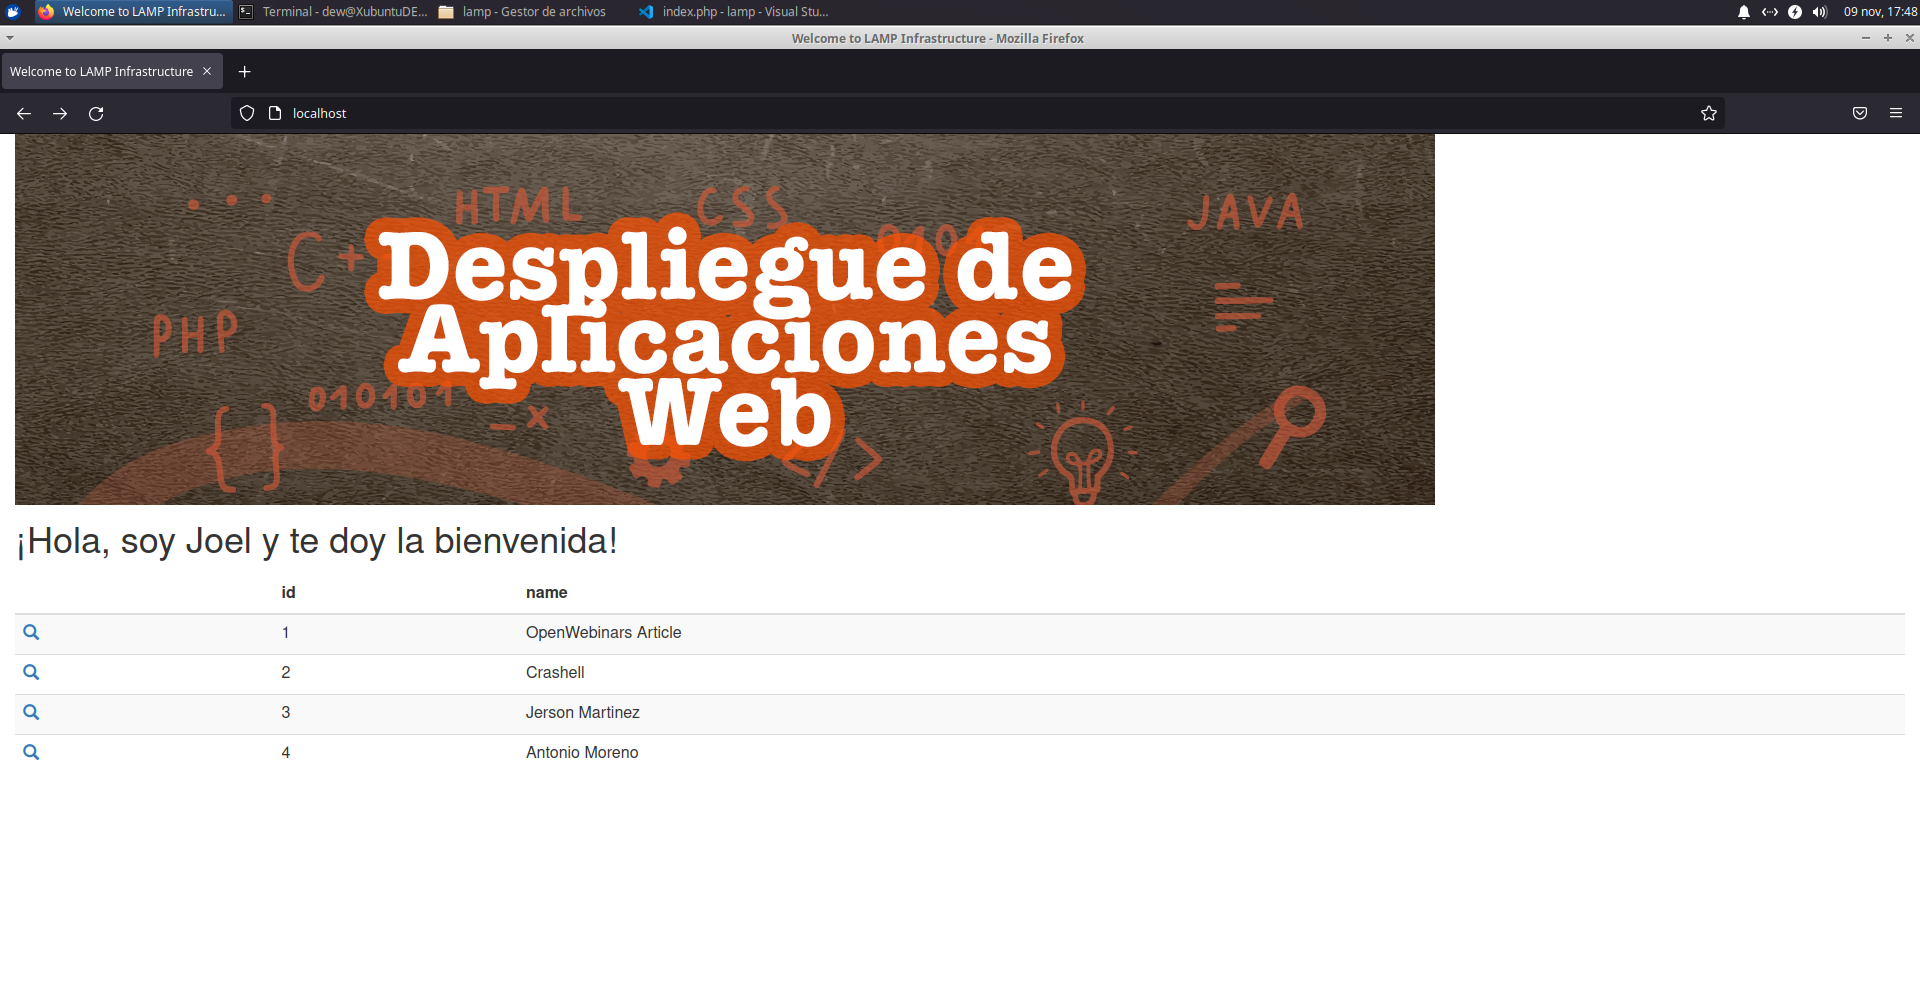 Welcome to LAMP Infrastru... Terminal - dew@XubuntuDE... lamp - Gestor de archivos index.php - lamp - Visual Stu... 09 nov, 17:48
Welcome to LAMP Infrastructure - Mozilla Firefox
Welcome to LAMP Infrastructure
localhost
HTML CSS JAVA
C+ 0101
Despliegue de
PHP
Aplicaciones
010101
Web
{ } _ x </>
¡Hola, soy Joel y te doy la bienvenida!
id name
1 OpenWebinars Article
2 Crashell
3 Jerson Martinez
4 Antonio Moreno